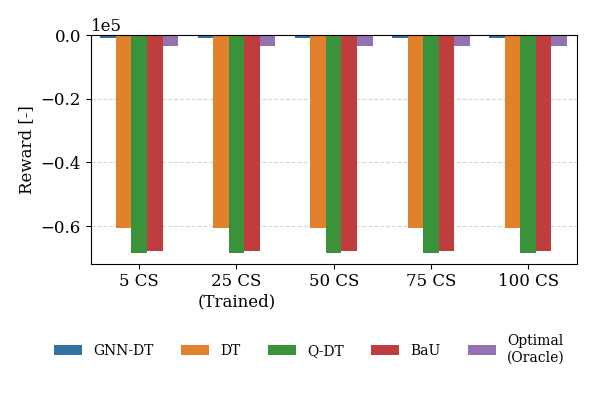 1e5
0.0
−0.2
−0.4
−0.6
Reward [-]
5 CS
25 CS
(Trained)
50 CS
75 CS
100 CS
GNN-DT
DT
Q-DT
BaU
Optimal
(Oracle)